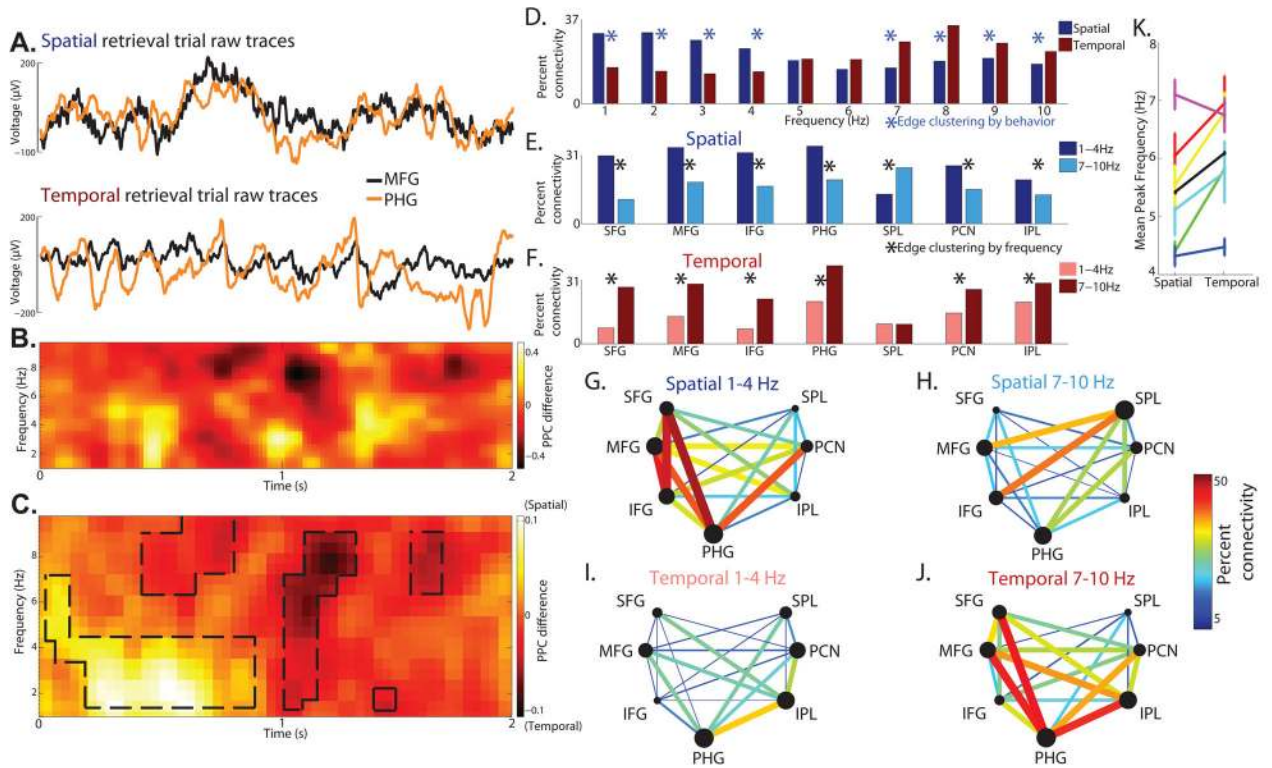 A. Spatial retrieval trial raw traces
200
Voltage (µV)
-100
Temporal retrieval trial raw traces
MFG
PHG
200
Voltage (µV)
-200
B.
Frequency (Hz)
8
6
4
2
0
1
2
Time (s)
0.4
0
-0.4
PPC difference
C.
Frequency (Hz)
8
6
4
2
0
1
2
Time (s)
(Spatial)
0.1
0
-0.1
(Temporal)
PPC difference
D.
Percent
connectivity
37
0
* * * * * * * *
Spatial
Temporal
1 2 3 4 5 6 7 8 9 10
Frequency (Hz)
*Edge clustering by behavior
E.
Spatial
Percent
connectivity
31
0
* * * * * * *
1-4Hz
7-10Hz
SFG MFG IFG PHG SPL PCN IPL
*Edge clustering by frequency
F.
Temporal
Percent
connectivity
31
0
* * * * * *
1-4Hz
7-10Hz
SFG MFG IFG PHG SPL PCN IPL
G.
Spatial 1-4 Hz
SFG
SPL
MFG
PCN
IFG
IPL
PHG
H.
Spatial 7-10 Hz
SFG
SPL
MFG
PCN
IFG
IPL
PHG
I.
Temporal 1-4 Hz
SFG
SPL
MFG
PCN
IFG
IPL
PHG
J.
Temporal 7-10 Hz
SFG
SPL
MFG
PCN
IFG
IPL
PHG
50
5
Percent
connectivity
K.
Mean Peak Frequency (Hz)
8
7
6
5
4
Spatial
Temporal